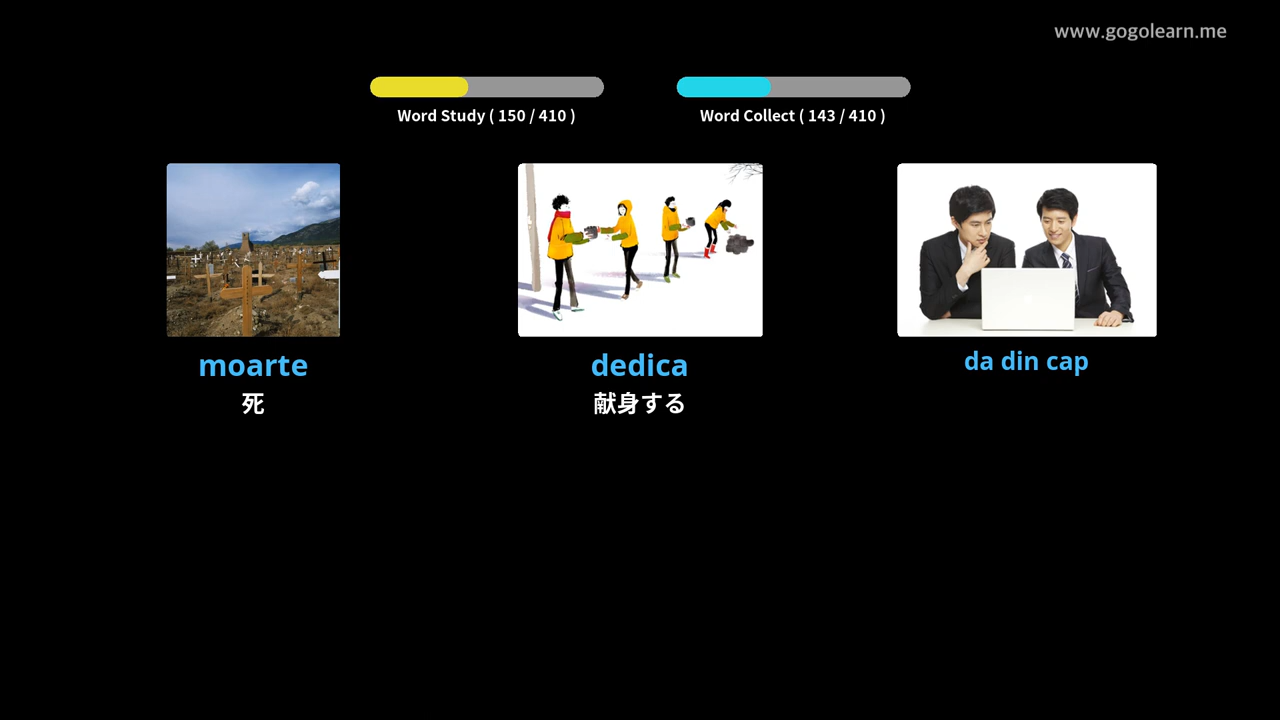 www.gogolearn.me
Word Study ( 150 / 410 )
Word Collect ( 143 / 410 )
moarte
死
dedica
献身する
da din cap